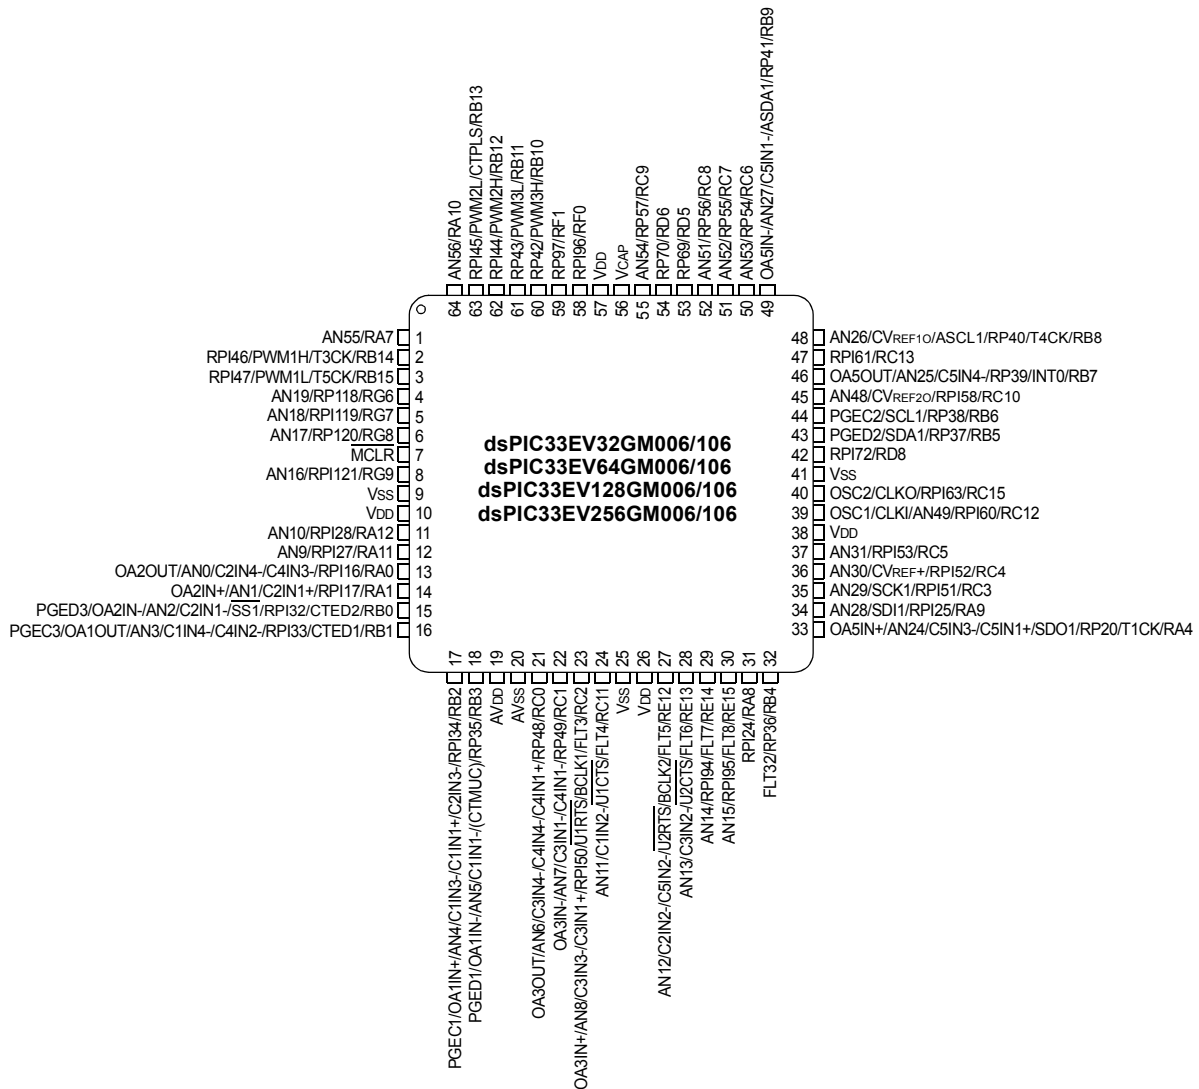 AN56/RA10
RPI45/PWM2L/CTPLS/RB13
RPI44/PWM2H/RB12
RP43/PWM3L/RB11
RP42/PWM3H/RB10
RP97/RF1
RPI96/RF0
VDD
VCAP
AN54/RP57/RC9
RP70/RD6
RP69/RD5
AN51/RP56/RC8
AN52/RP55/RC7
AN53/RP54/RC6
OA5IN-/AN27/C5IN1-/ASDA1/RP41/RB9
64 63 62 61 60 59 58 57 56 55 54 53 52 51 50 49
AN55/RA7 1
RPI46/PWM1H/T3CK/RB14 2
RPI47/PWM1L/T5CK/RB15 3
AN19/RP118/RG6 4
AN18/RPI119/RG7 5
AN17/RP120/RG8 6
MCLR 7
AN16/RPI121/RG9 8
VSS 9
VDD 10
AN10/RPI28/RA12 11
AN9/RPI27/RA11 12
OA2OUT/AN0/C2IN4-/C4IN3-/RPI16/RA0 13
OA2IN+/AN1/C2IN1+/RPI17/RA1 14
PGED3/OA2IN-/AN2/C2IN1-/SS1/RPI32/CTED2/RB0 15
PGEC3/OA1OUT/AN3/C1IN4-/C4IN2-/RPI33/CTED1/RB1 16
dsPIC33EV32GM006/106
dsPIC33EV64GM006/106
dsPIC33EV128GM006/106
dsPIC33EV256GM006/106
48 AN26/CVREF1O/ASCL1/RP40/T4CK/RB8
47 RPI61/RC13
46 OA5OUT/AN25/C5IN4-/RP39/INT0/RB7
45 AN48/CVREF2O/RPI58/RC10
44 PGEC2/SCL1/RP38/RB6
43 PGED2/SDA1/RP37/RB5
42 RPI72/RD8
41 VSS
40 OSC2/CLKO/RPI63/RC15
39 OSC1/CLKI/AN49/RPI60/RC12
38 VDD
37 AN31/RPI53/RC5
36 AN30/CVREF+/RPI52/RC4
35 AN29/SCK1/RPI51/RC3
34 AN28/SDI1/RPI25/RA9
33 OA5IN+/AN24/C5IN3-/C5IN1+/SDO1/RP20/T1CK/RA4
17 18 19 20 21 22 23 24 25 26 27 28 29 30 31 32
PGEC1/OA1IN+/AN4/C1IN3-/C1IN1+/C2IN3-/RPI34/RB2
PGED1/OA1IN-/AN5/C1IN1-/(CTMUC)/RP35/RB3
AVDD
AVSS
OA3OUT/AN6/C3IN4-/C4IN4-/C4IN1+/RP48/RC0
OA3IN-/AN7/C3IN1-/C4IN1-/RP49/RC1
OA3IN+/AN8/C3IN3-/C3IN1+/RPI50/U1RTS/BCLK1/FLT3/RC2
AN11/C1IN2-/U1CTS/FLT4/RC11
VSS
VDD
AN12/C2IN2-/C5IN2-/U2RTS/BCLK2/FLT5/RE12
AN13/C3IN2-/U2CTS/FLT6/RE13
AN14/RPI94/FLT7/RE14
AN15/RPI95/FLT8/RE15
RPI24/RA8
FLT32/RP36/RB4